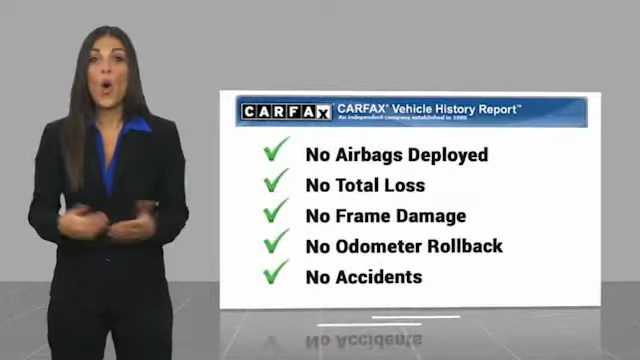 CARFAX CARFAX® Vehicle History Report™
An independent company established in 1986
No Airbags Deployed
No Total Loss
No Frame Damage
No Odometer Rollback
No Accidents